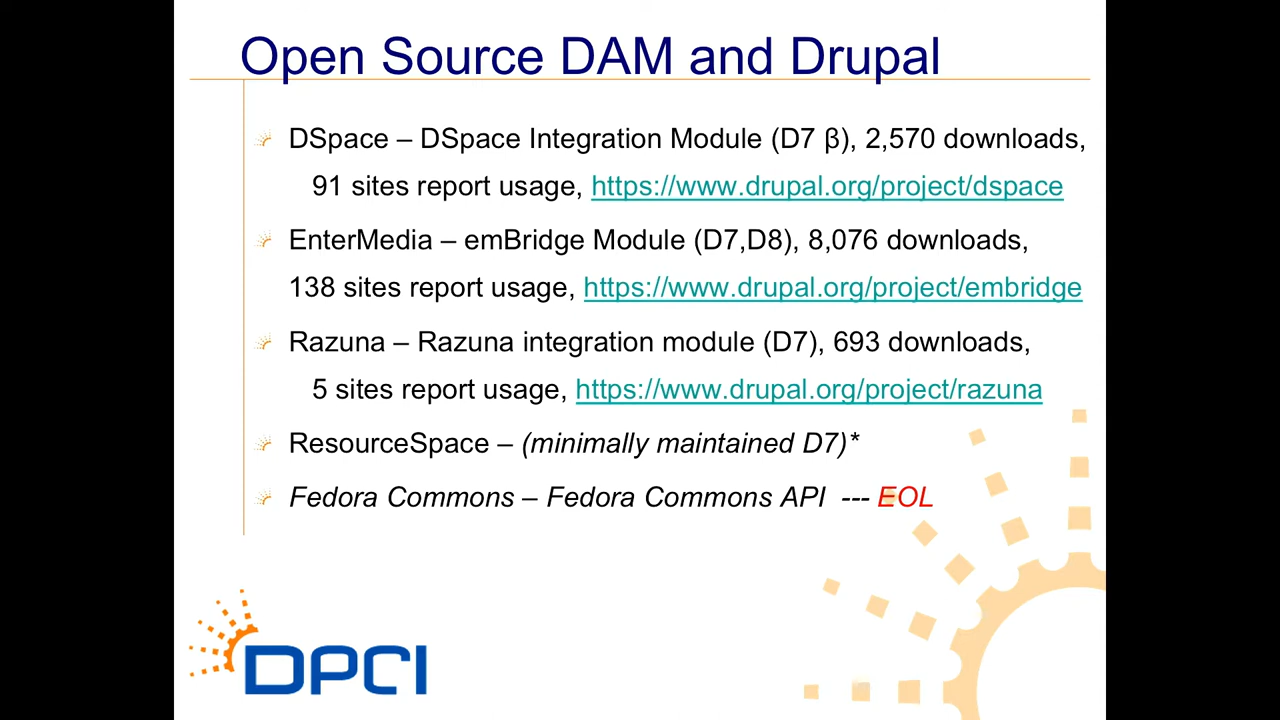 Open Source DAM and Drupal
DSpace – DSpace Integration Module (D7 β), 2,570 downloads,
91 sites report usage, https://www.drupal.org/project/dspace
EnterMedia – emBridge Module (D7,D8), 8,076 downloads,
138 sites report usage, https://www.drupal.org/project/embridge
Razuna – Razuna integration module (D7), 693 downloads,
5 sites report usage, https://www.drupal.org/project/razuna
ResourceSpace – (minimally maintained D7)*
Fedora Commons – Fedora Commons API --- EOL
DPCI